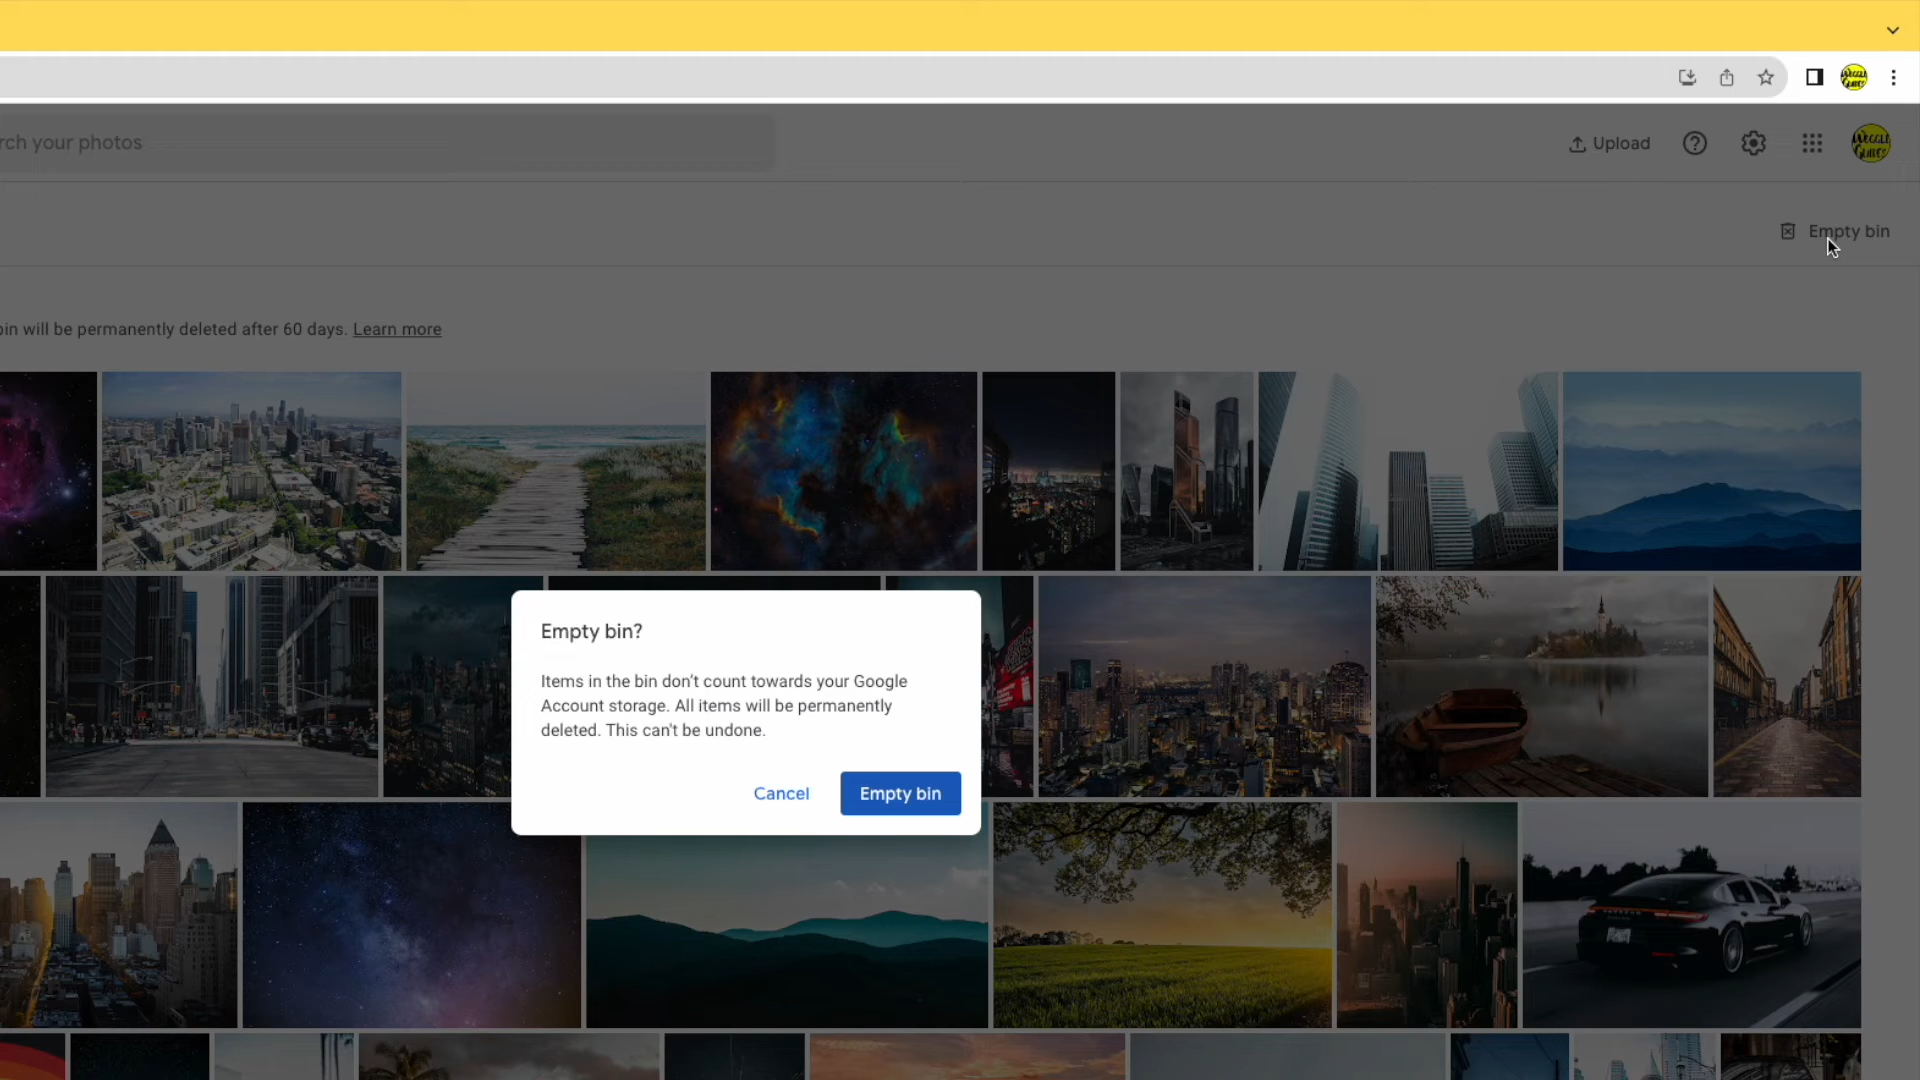 rch your photos
Upload
Empty bin
bin will be permanently deleted after 60 days. Learn more
Empty bin?
Items in the bin don't count towards your Google
Account storage. All items will be permanently
deleted. This can't be undone.
Cancel
Empty bin